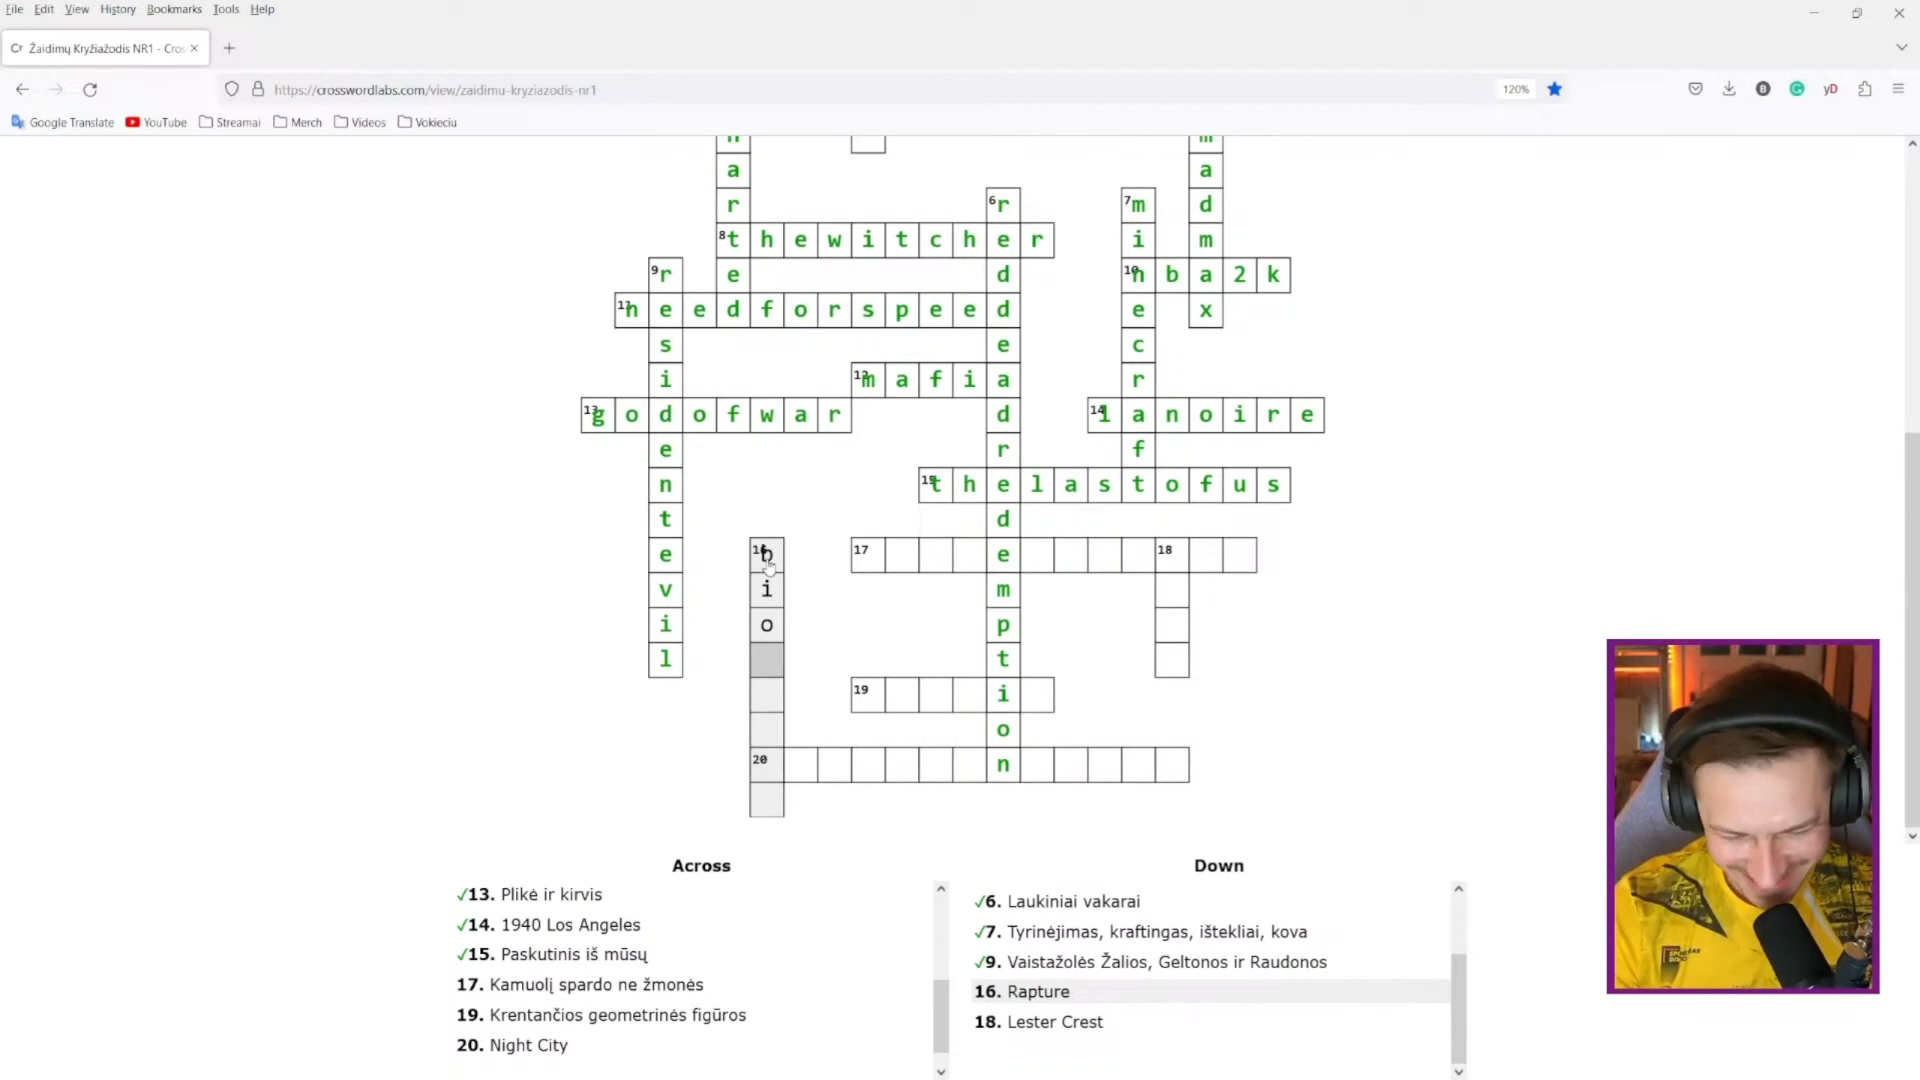 File Edit View History Bookmarks Tools Help
Cr Žaidimų Kryžiažodis NR1 - Cros
https://crosswordlabs.com/view/zaidimu-kryziazodis-nr1
120%
yD
Google Translate YouTube Streamai Merch Videos Vokieciu
n m
a a
r 6 r 7 m d
8 t h e w i t c h e r i m
9 r e d 10 n b a 2 k
11 n e e d f o r s p e e d e x
s e c
i 12 m a f i a r
13 g o d o f w a r d 14 l a n o i r e
e r f
n 15 t h e l a s t o f u s
t d
e 16 b 17 e 18
v i m
i o p
l t
19 i
o
20 n
Across
✓13. Plikė ir kirvis
✓14. 1940 Los Angeles
✓15. Paskutinis iš mūsų
17. Kamuolį spardo ne žmonės
19. Krentančios geometrinės figūros
20. Night City
Down
✓6. Laukiniai vakarai
✓7. Tyrinėjimas, kraftingas, ištekliai, kova
✓9. Vaistažolės Žalios, Geltonos ir Raudonos
16. Rapture
18. Lester Crest